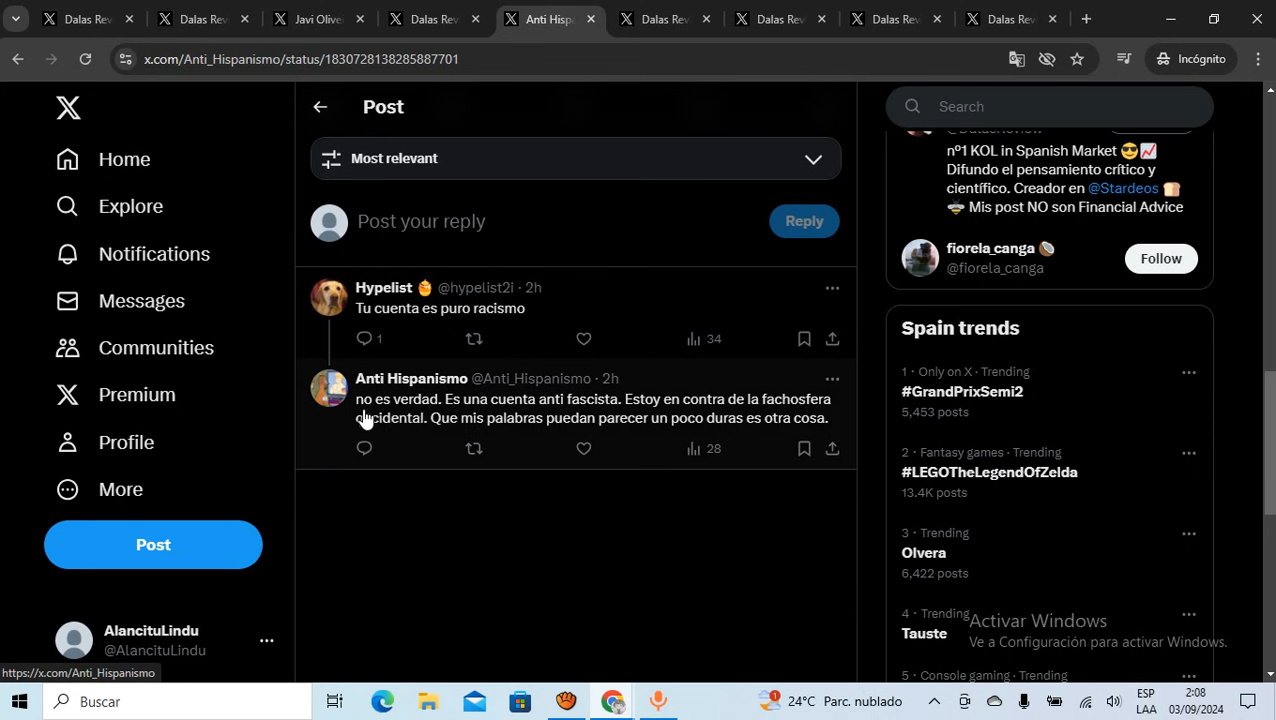 Dalas Rev
Dalas Rev
Javi Olive
Dalas Rev
Anti Hispa
Dalas Rev
Dalas Rev
Dalas Rev
Dalas Rev
x.com/Anti_Hispanismo/status/1830728138285887701
Incógnito
Home
Explore
Notifications
Messages
Communities
Premium
Profile
More
Post
AlancituLindu
@AlancituLindu
https://x.com/Anti_Hispanismo
Post
Most relevant
Post your reply
Reply
Hypelist @hypelist2i · 2h
Tu cuenta es puro racismo
1
34
Anti Hispanismo @Anti_Hispanismo · 2h
no es verdad. Es una cuenta anti fascista. Estoy en contra de la fachosfera
occidental. Que mis palabras puedan parecer un poco duras es otra cosa.
28
Search
nº1 KOL in Spanish Market
Difundo el pensamiento crítico y
científico. Creador en @Stardeos
Mis post NO son Financial Advice
fiorela_canga
@fiorela_canga
Follow
Spain trends
1 · Only on X · Trending
#GrandPrixSemi2
5,453 posts
2 · Fantasy games · Trending
#LEGOTheLegendOfZelda
13.4K posts
3 · Trending
Olvera
6,422 posts
4 · Trending
Tauste
5 · Console gaming · Trending
Activar Windows
Ve a Configuración para activar Windows.
Buscar
1
24°C Parc. nublado
ESP
LAA
2:08
03/09/2024